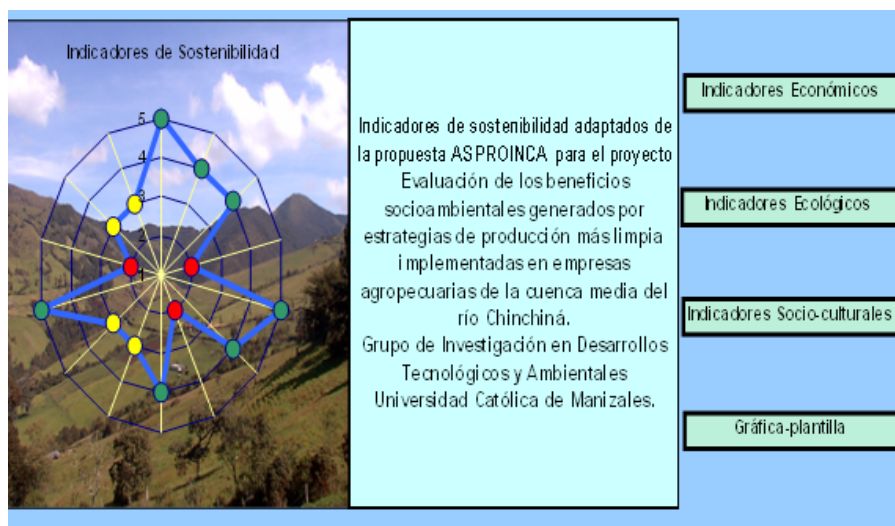 Indicadores de Sostenibilidad
5
4
3
2
1
Indicadores de sostenibilidad adaptados de
la propuesta ASPROINCA para el proyecto
Evaluación de los beneficios
socioambientales generados por
estrategias de producción más limpia
implementadas en empresas
agropecuarias de la cuenca media del
río Chinchiná.
Grupo de Investigación en Desarrollos
Tecnológicos y Ambientales
Universidad Católica de Manizales.
Indicadores Económicos
Indicadores Ecológicos
Indicadores Socio-culturales
Gráfica-plantilla